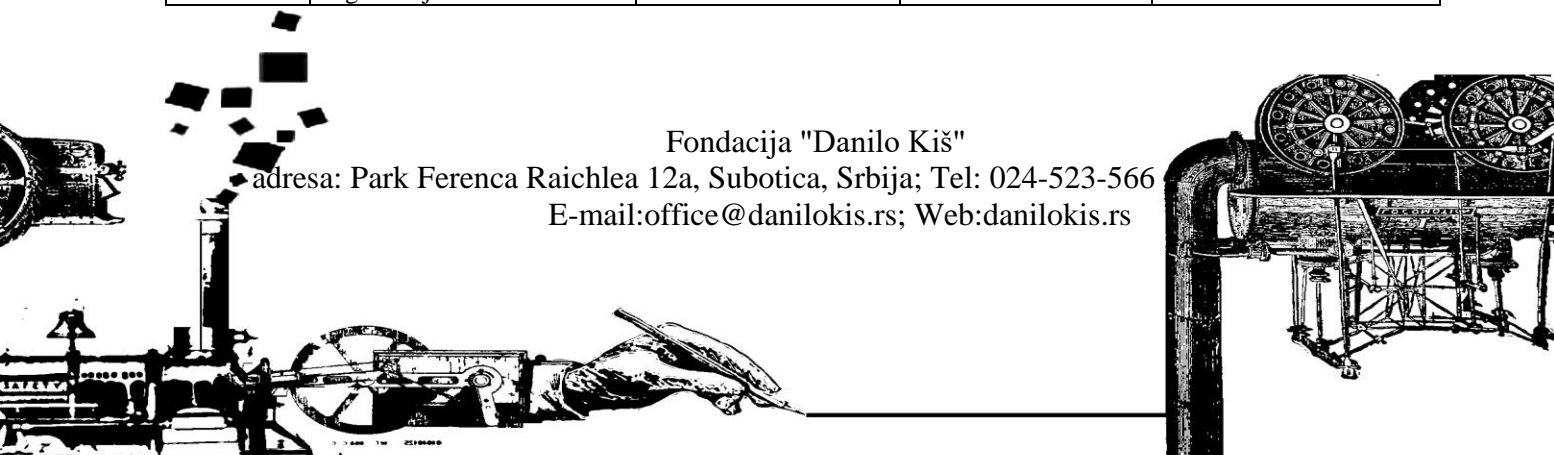 Fondacija "Danilo Kiš"
adresa: Park Ferenca Raichlea 12a, Subotica, Srbija; Tel: 024-523-566
E-mail:office@danilokis.rs; Web:danilokis.rs
SAFETY